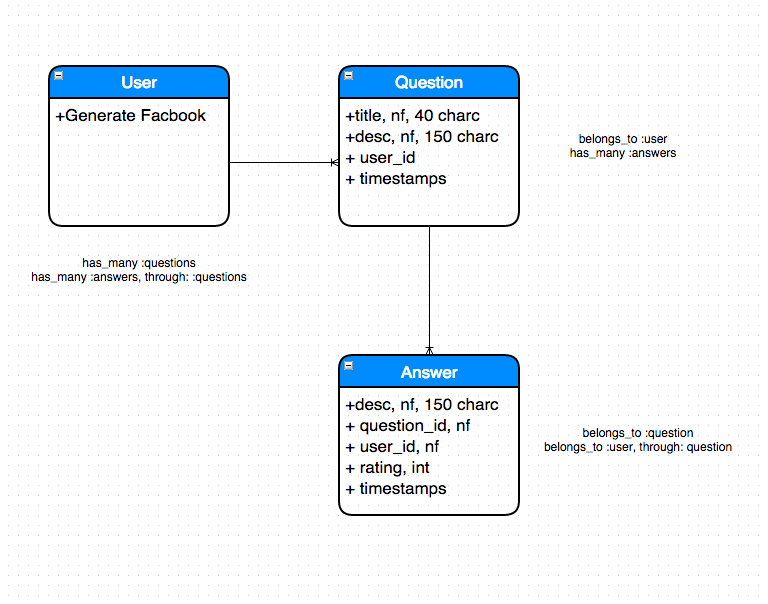 User
+Generate Facbook
has_many :questions
has_many :answers, through: :questions
Question
+title, nf, 40 charc
+desc, nf, 150 charc
+ user_id
+ timestamps
belongs_to :user
has_many :answers
Answer
+desc, nf, 150 charc
+ question_id, nf
+ user_id, nf
+ rating, int
+ timestamps
belongs_to :question
belongs_to :user, through: question